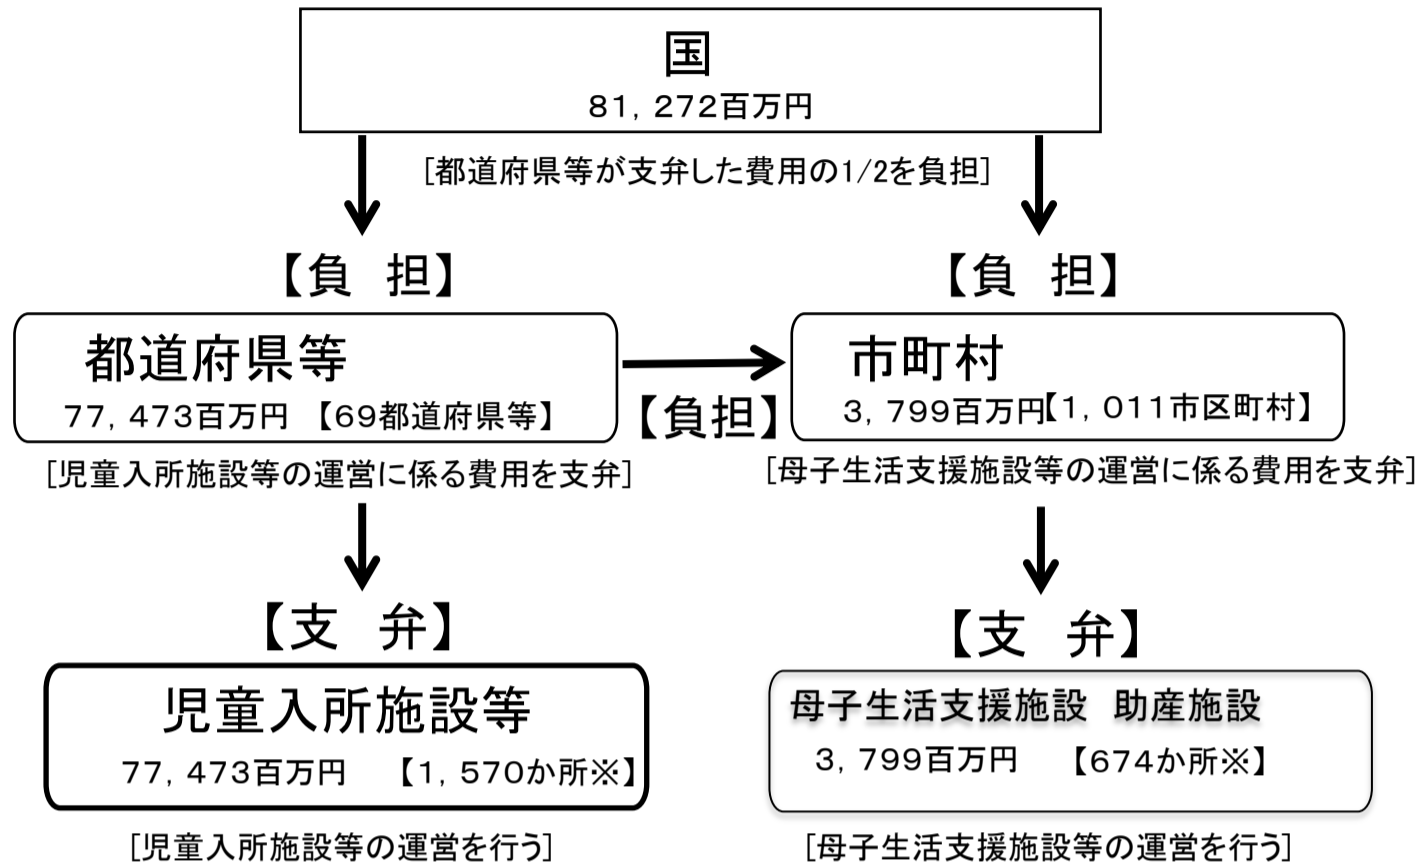 国
81,272百万円
[都道府県等が支弁した費用の1/2を負担]
【負　担】
【負　担】
都道府県等
77,473百万円 【69都道府県等】
[児童入所施設等の運営に係る費用を支弁]
【負担】
市町村
3,799百万円【1,011市区町村】
[母子生活支援施設等の運営に係る費用を支弁]
【支　弁】
【支　弁】
児童入所施設等
77,473百万円　【1,570か所※】
[児童入所施設等の運営を行う]
母子生活支援施設　助産施設
3,799百万円　【674か所※】
[母子生活支援施設等の運営を行う]